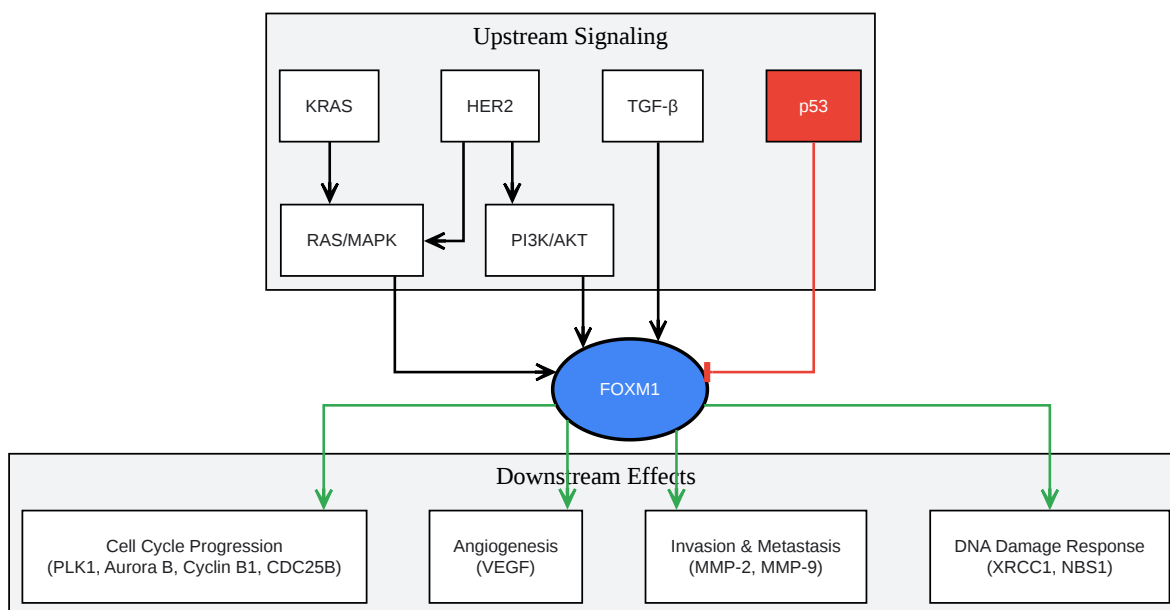 Upstream Signaling
KRAS
HER2
TGF-β
p53
RAS/MAPK
PI3K/AKT
FOXM1
Downstream Effects
Cell Cycle Progression
(PLK1, Aurora B, Cyclin B1, CDC25B)
Angiogenesis
(VEGF)
Invasion & Metastasis
(MMP-2, MMP-9)
DNA Damage Response
(XRCC1, NBS1)